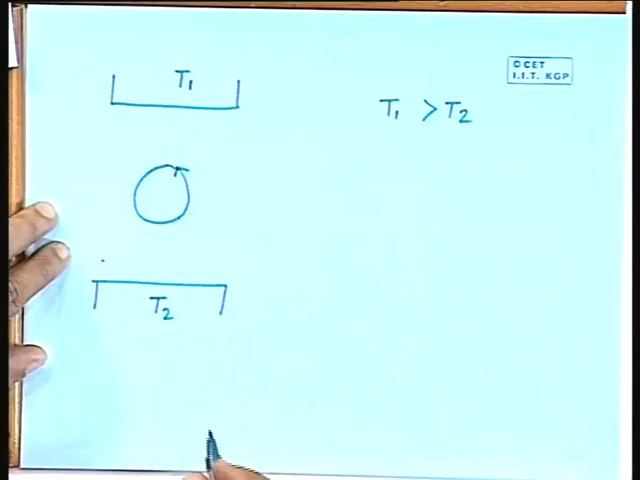 T₁
© CET
I.I.T. KGP
T₁ > T₂
T₂